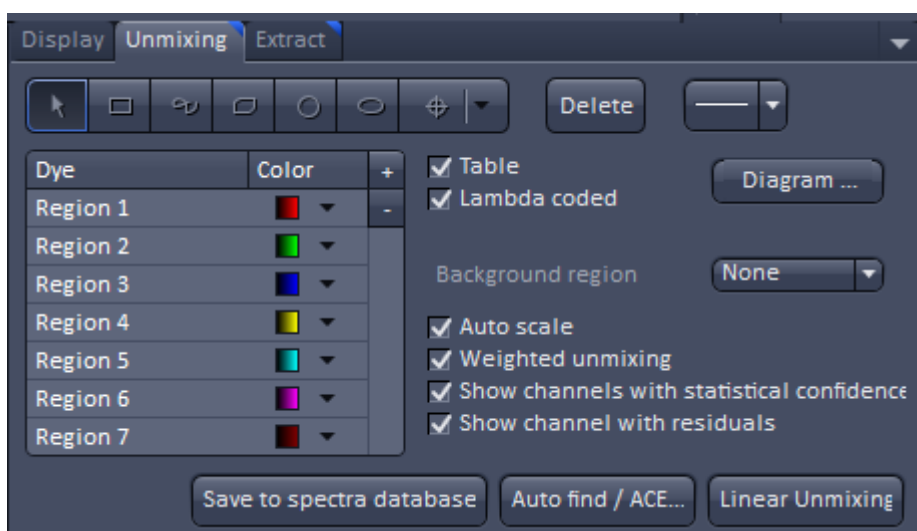 Display Unmixing Extract
Delete
Dye Color +
Region 1 -
Region 2
Region 3
Region 4
Region 5
Region 6
Region 7
Table
Lambda coded
Diagram ...
Background region None
Auto scale
Weighted unmixing
Show channels with statistical confidence
Show channel with residuals
Save to spectra database Auto find / ACE... Linear Unmixing